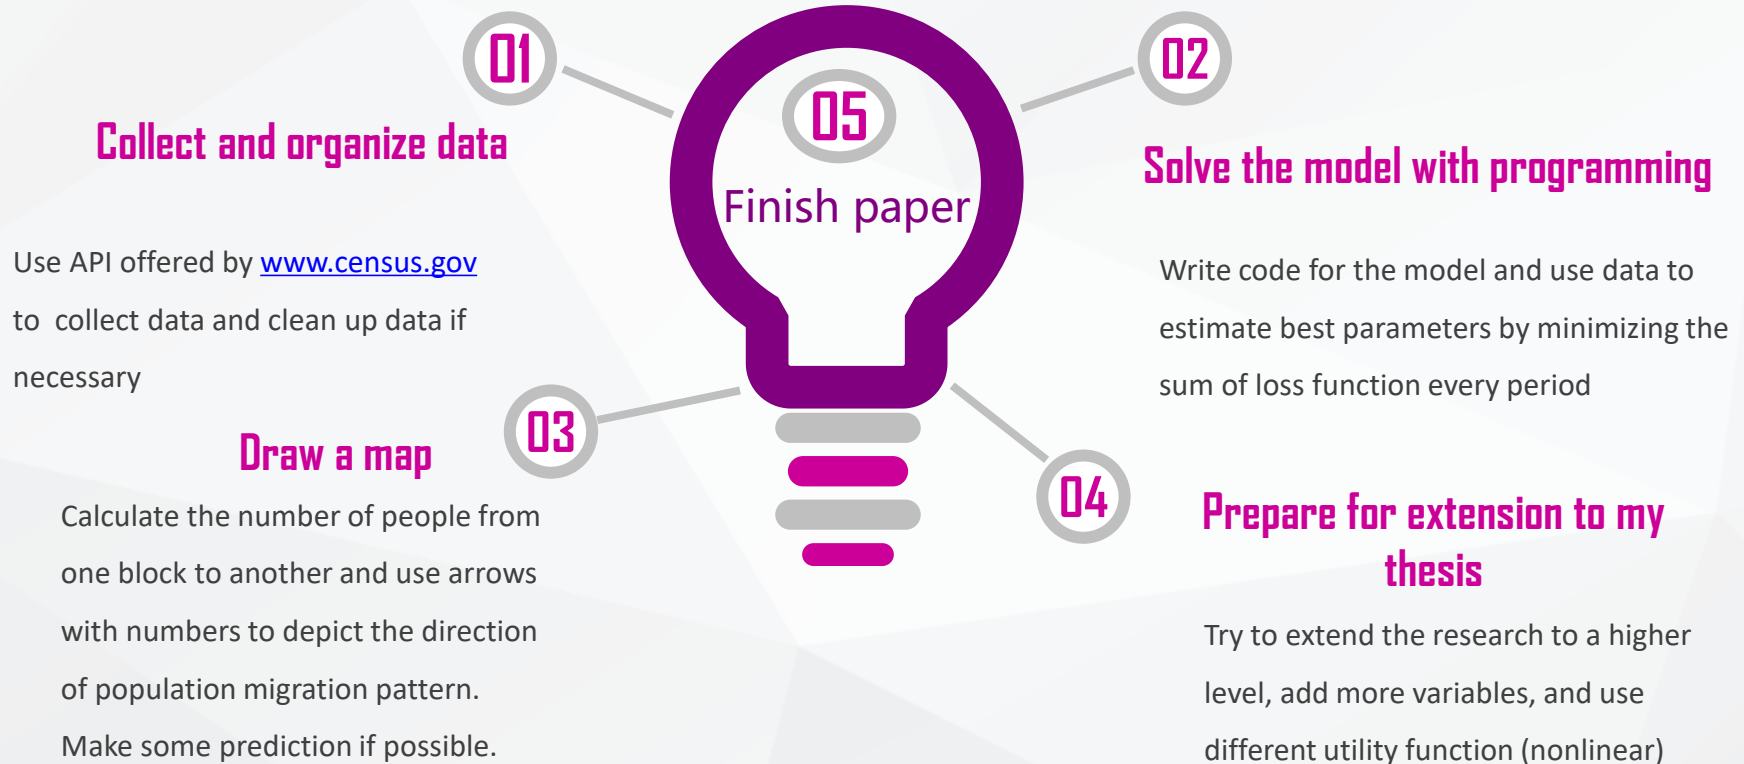 01
Collect and organize data
Use API offered by www.census.gov
to collect data and clean up data if
necessary
02
Solve the model with programming
Write code for the model and use data to
estimate best parameters by minimizing the
sum of loss function every period
03
Draw a map
Calculate the number of people from
one block to another and use arrows
with numbers to depict the direction
of population migration pattern.
Make some prediction if possible.
04
Prepare for extension to my
thesis
Try to extend the research to a higher
level, add more variables, and use
different utility function (nonlinear)
05
Finish paper